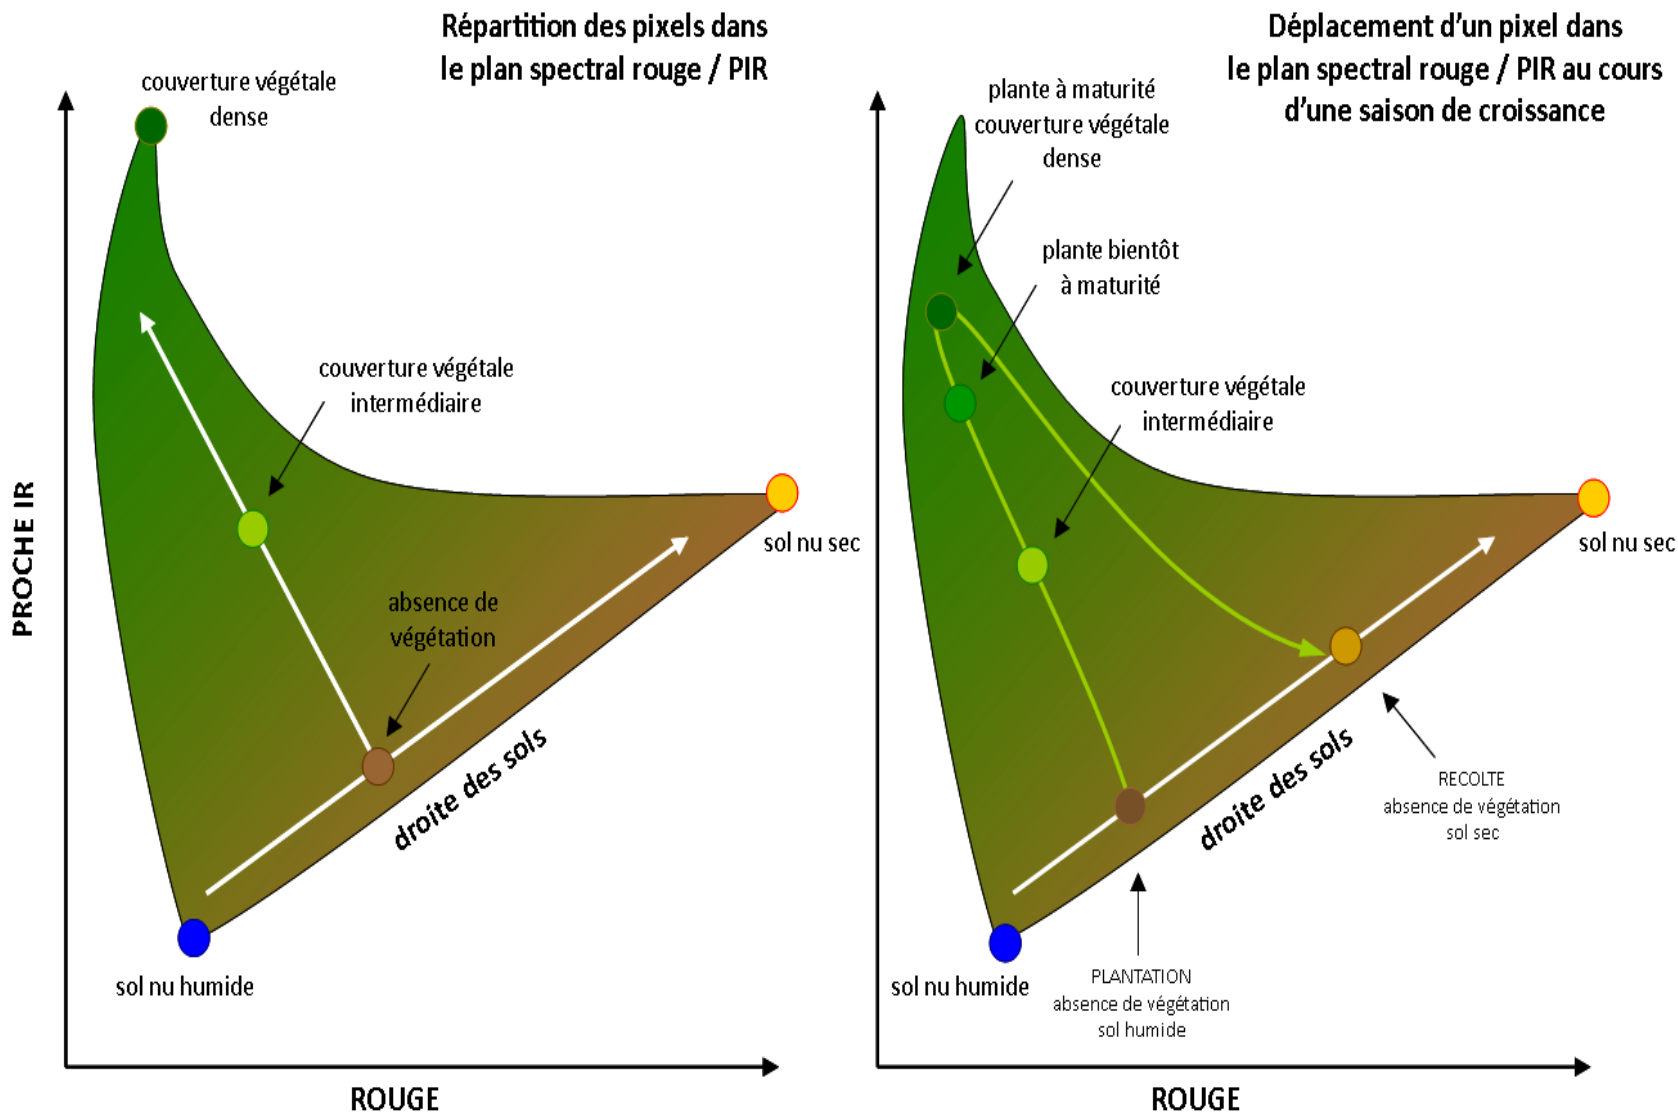 Répartition des pixels dans
le plan spectral rouge / PIR
couverture végétale
dense
couverture végétale
intermédiaire
absence de
végétation
sol nu sec
droite des sols
sol nu humide
PROCHE IR
ROUGE
Déplacement d’un pixel dans
le plan spectral rouge / PIR au cours
d’une saison de croissance
plante à maturité
couverture végétale
dense
plante bientôt
à maturité
couverture végétale
intermédiaire
sol nu sec
droite des sols
RECOLTE
absence de végétation
sol sec
sol nu humide
PLANTATION
absence de végétation
sol humide
ROUGE